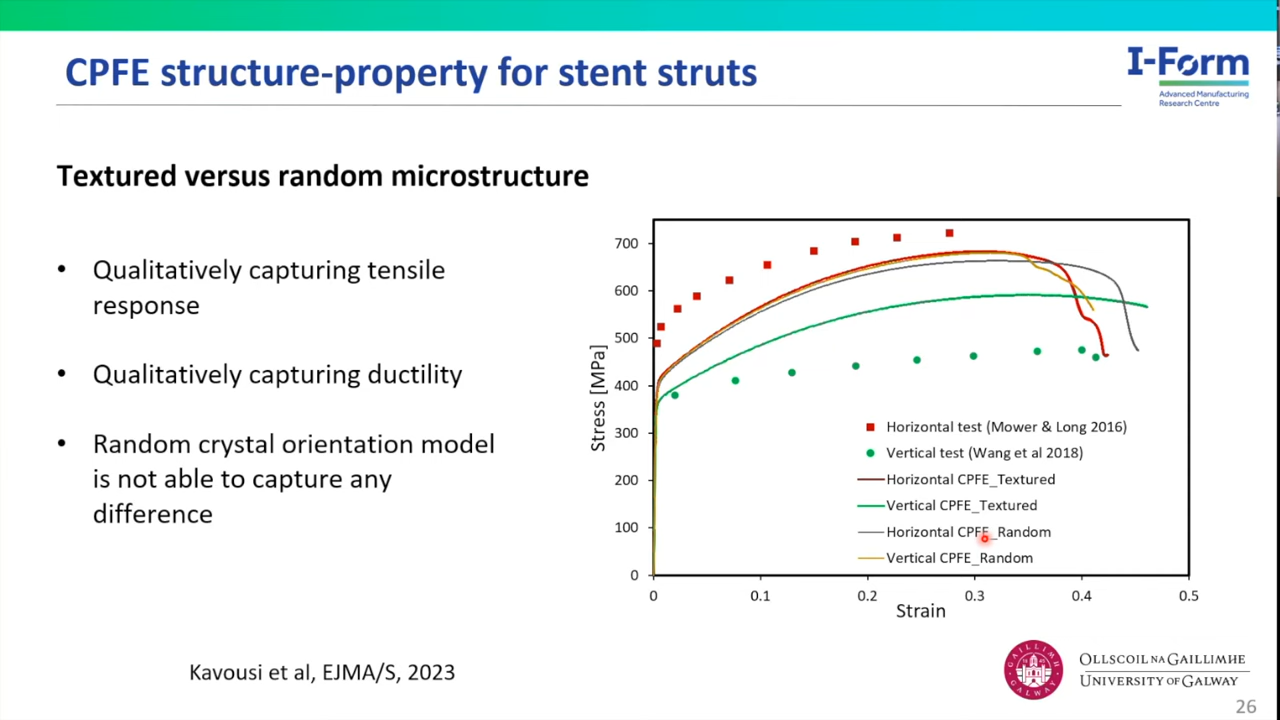 CPFE structure-property for stent struts
I-Form
Advanced Manufacturing
Research Centre
Textured versus random microstructure
• Qualitatively capturing tensile
response
• Qualitatively capturing ductility
• Random crystal orientation model
is not able to capture any
difference
Stress [MPa]
700
600
500
400
300
200
100
0
Horizontal test (Mower & Long 2016)
Vertical test (Wang et al 2018)
Horizontal CPFE_Textured
Vertical CPFE_Textured
Horizontal CPFE_Random
Vertical CPFE_Random
0 0.1 0.2 0.3 0.4 0.5
Strain
Kavousi et al, EJMA/S, 2023
OLLSCOIL NA GAILLIMHE
UNIVERSITY OF GALWAY
26